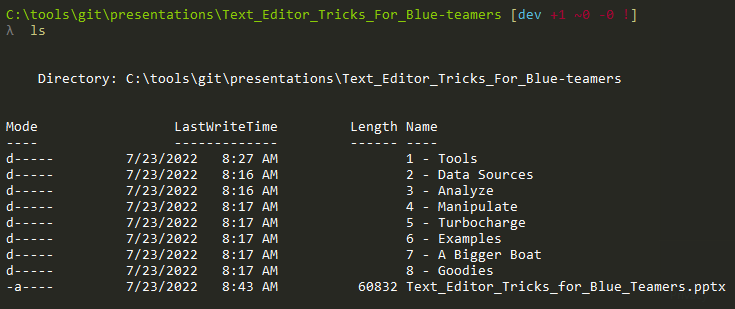 C:\tools\git\presentations\Text_Editor_Tricks_For_Blue-teamers [dev +1 ~0 -0 !]
λ  ls
    Directory: C:\tools\git\presentations\Text_Editor_Tricks_For_Blue-teamers
Mode                 LastWriteTime         Length Name
----                 -------------         ------ ----
d-----         7/23/2022   8:27 AM                1 - Tools
d-----         7/23/2022   8:16 AM                2 - Data Sources
d-----         7/23/2022   8:16 AM                3 - Analyze
d-----         7/23/2022   8:17 AM                4 - Manipulate
d-----         7/23/2022   8:17 AM                5 - Turbocharge
d-----         7/23/2022   8:17 AM                6 - Examples
d-----         7/23/2022   8:17 AM                7 - A Bigger Boat
d-----         7/23/2022   8:17 AM                8 - Goodies
-a----         7/23/2022   8:43 AM          60832 Text_Editor_Tricks_for_Blue_Teamers.pptx